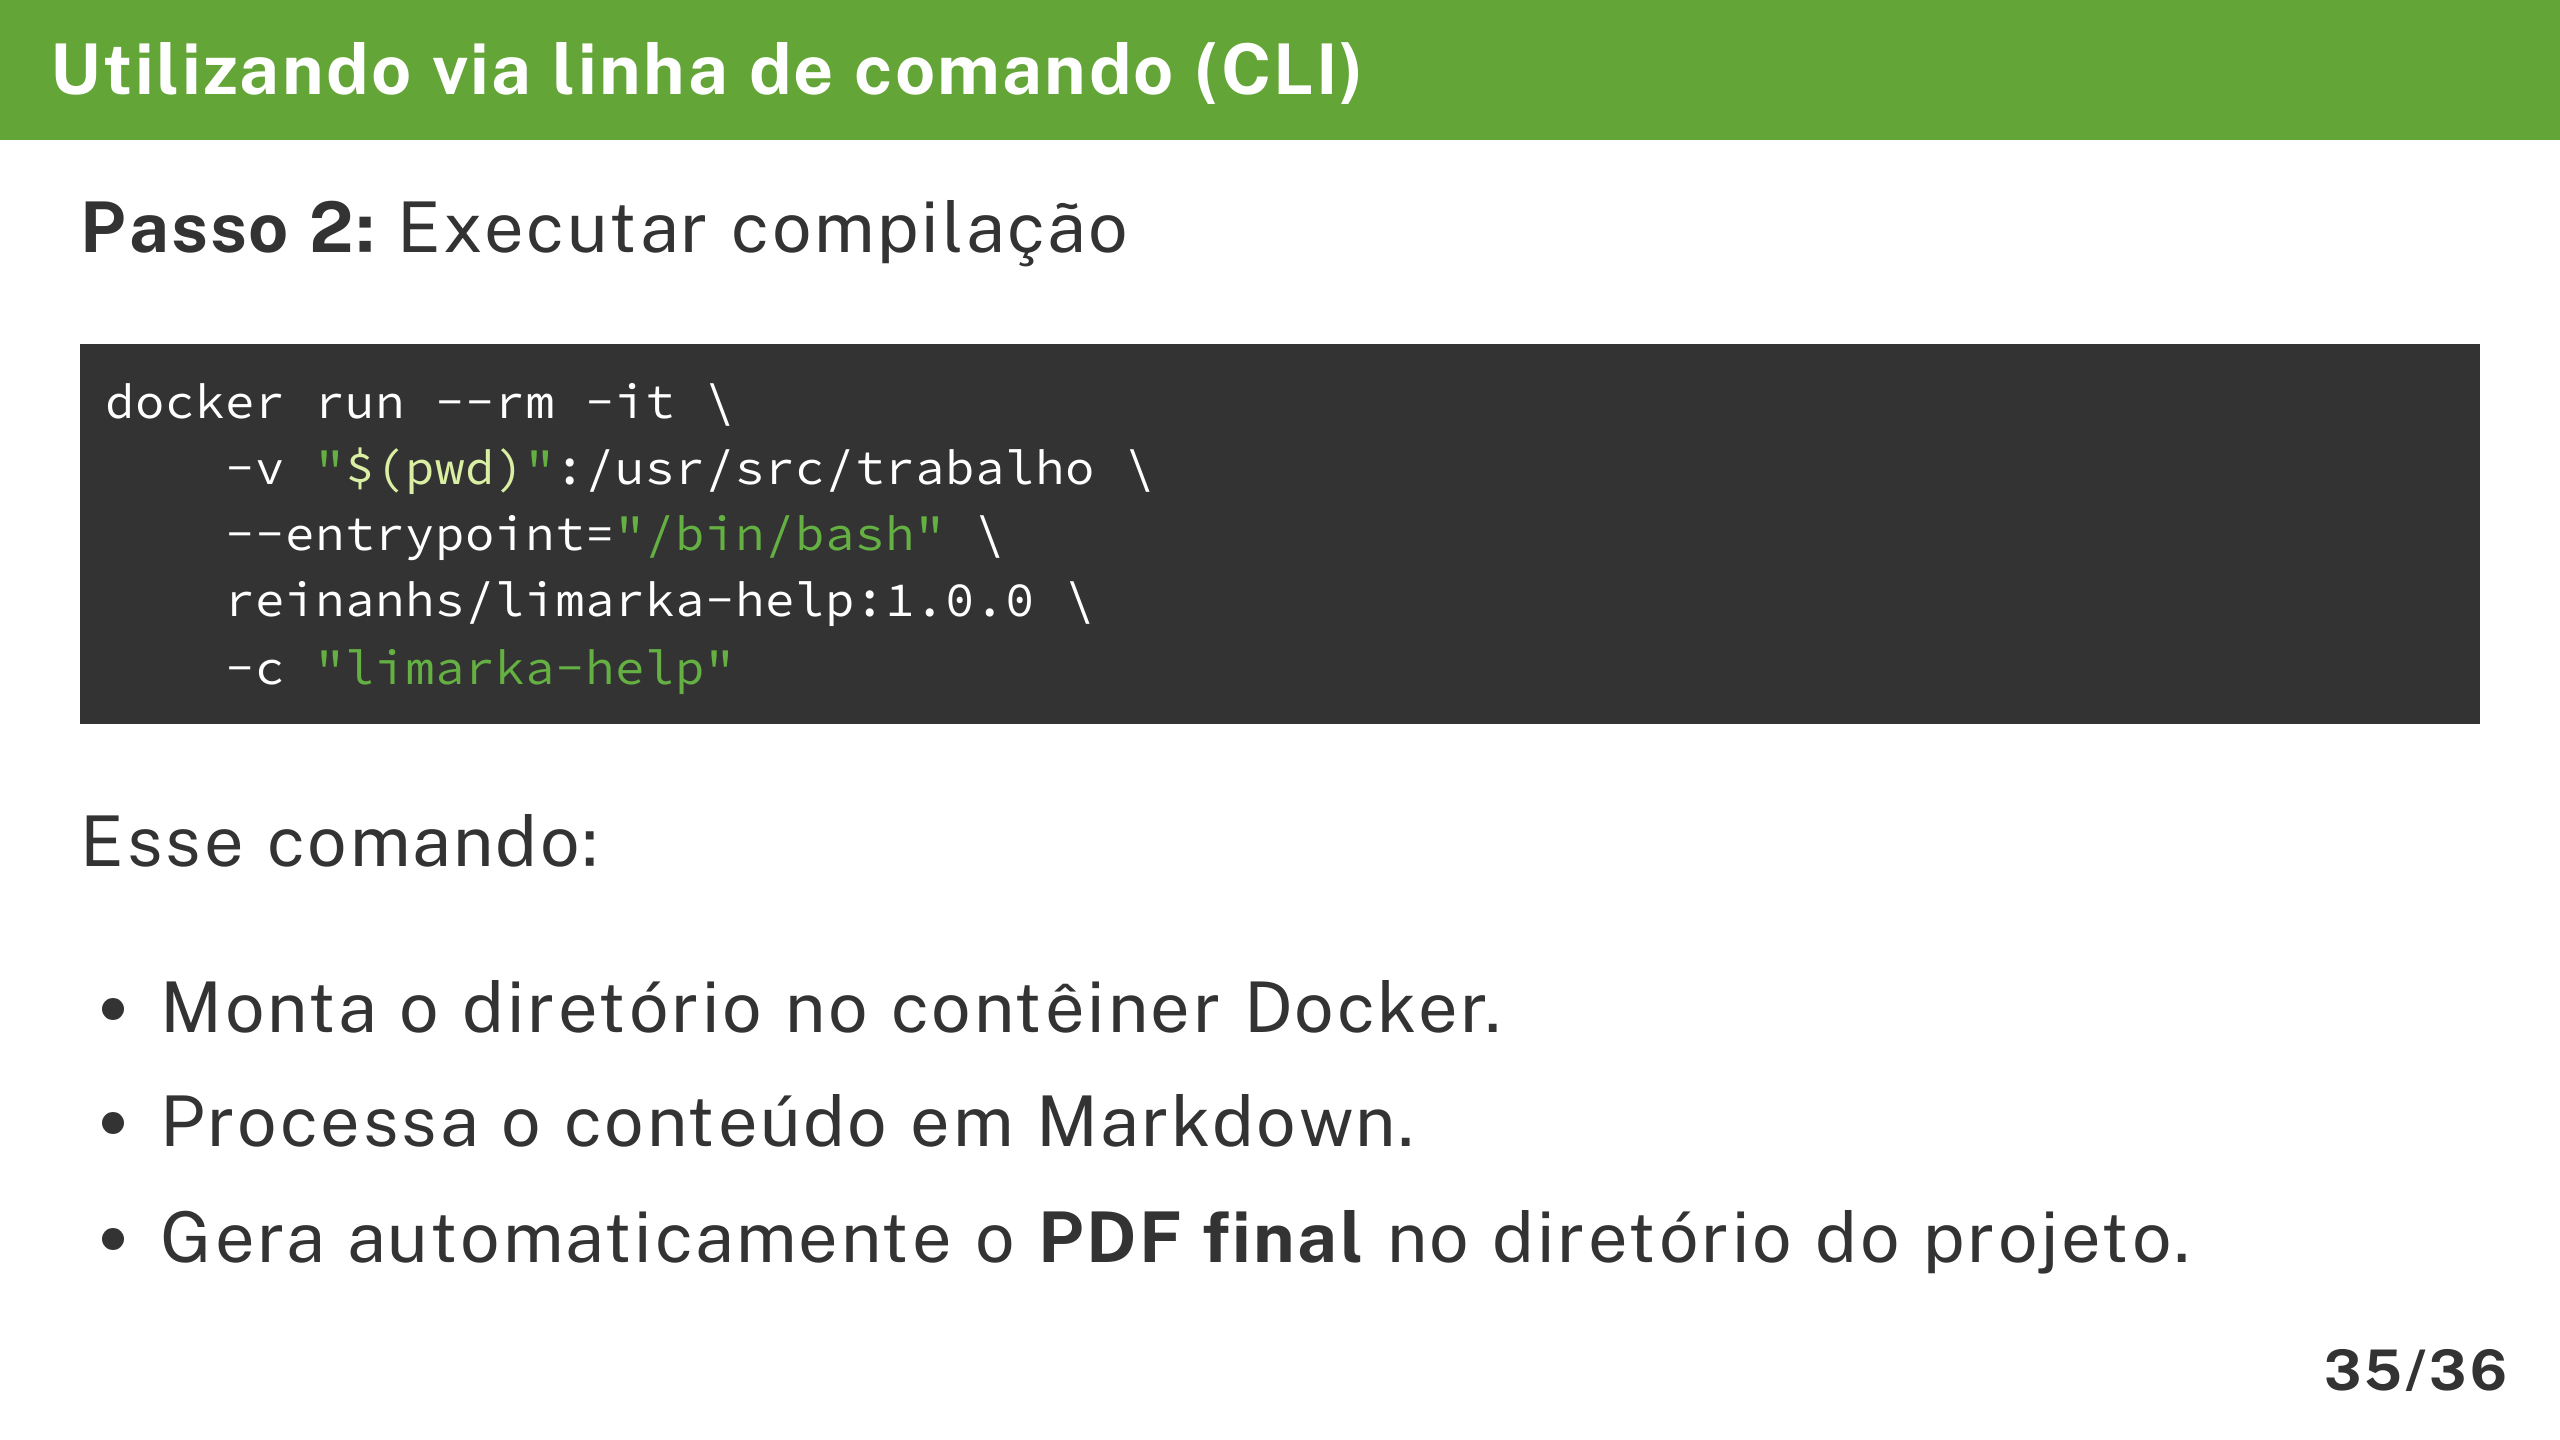 Utilizando via linha de comando (CLI)
Passo 2: Executar compilação
docker run --rm -it \
    -v "$(pwd)":/usr/src/trabalho \
    --entrypoint="/bin/bash" \
    reinanhs/limarka-help:1.0.0 \
    -c "limarka-help"
Esse comando:
• Monta o diretório no contêiner Docker.
• Processa o conteúdo em Markdown.
• Gera automaticamente o PDF final no diretório do projeto.
35/36